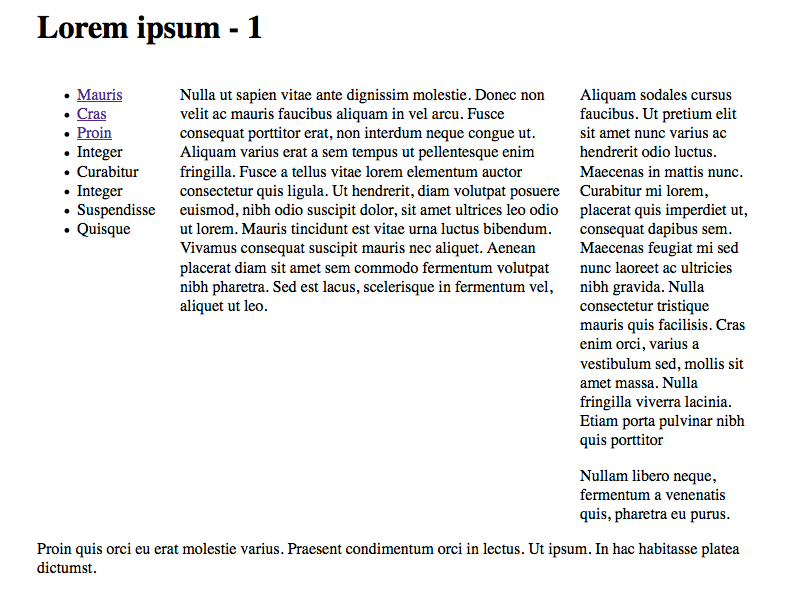 Lorem ipsum - 1
Mauris
Cras
Proin
Integer
Curabitur
Integer
Suspendisse
Quisque
Nulla ut sapien vitae ante dignissim molestie. Donec non
velit ac mauris faucibus aliquam in vel arcu. Fusce
consequat porttitor erat, non interdum neque congue ut.
Aliquam varius erat a sem tempus ut pellentesque enim
fringilla. Fusce a tellus vitae lorem elementum auctor
consectetur quis ligula. Ut hendrerit, diam volutpat posuere
euismod, nibh odio suscipit dolor, sit amet ultrices leo odio
ut lorem. Mauris tincidunt est vitae urna luctus bibendum.
Vivamus consequat suscipit mauris nec aliquet. Aenean
placerat diam sit amet sem commodo fermentum volutpat
nibh pharetra. Sed est lacus, scelerisque in fermentum vel,
aliquet ut leo.
Aliquam sodales cursus
faucibus. Ut pretium elit
sit amet nunc varius ac
hendrerit odio luctus.
Maecenas in mattis nunc.
Curabitur mi lorem,
placerat quis imperdiet ut,
consequat dapibus sem.
Maecenas feugiat mi sed
nunc laoreet ac ultricies
nibh gravida. Nulla
consectetur tristique
mauris quis facilisis. Cras
enim orci, varius a
vestibulum sed, mollis sit
amet massa. Nulla
fringilla viverra lacinia.
Etiam porta pulvinar nibh
quis porttitor
Nullam libero neque,
fermentum a venenatis
quis, pharetra eu purus.
Proin quis orci eu erat molestie varius. Praesent condimentum orci in lectus. Ut ipsum. In hac habitasse platea
dictumst.